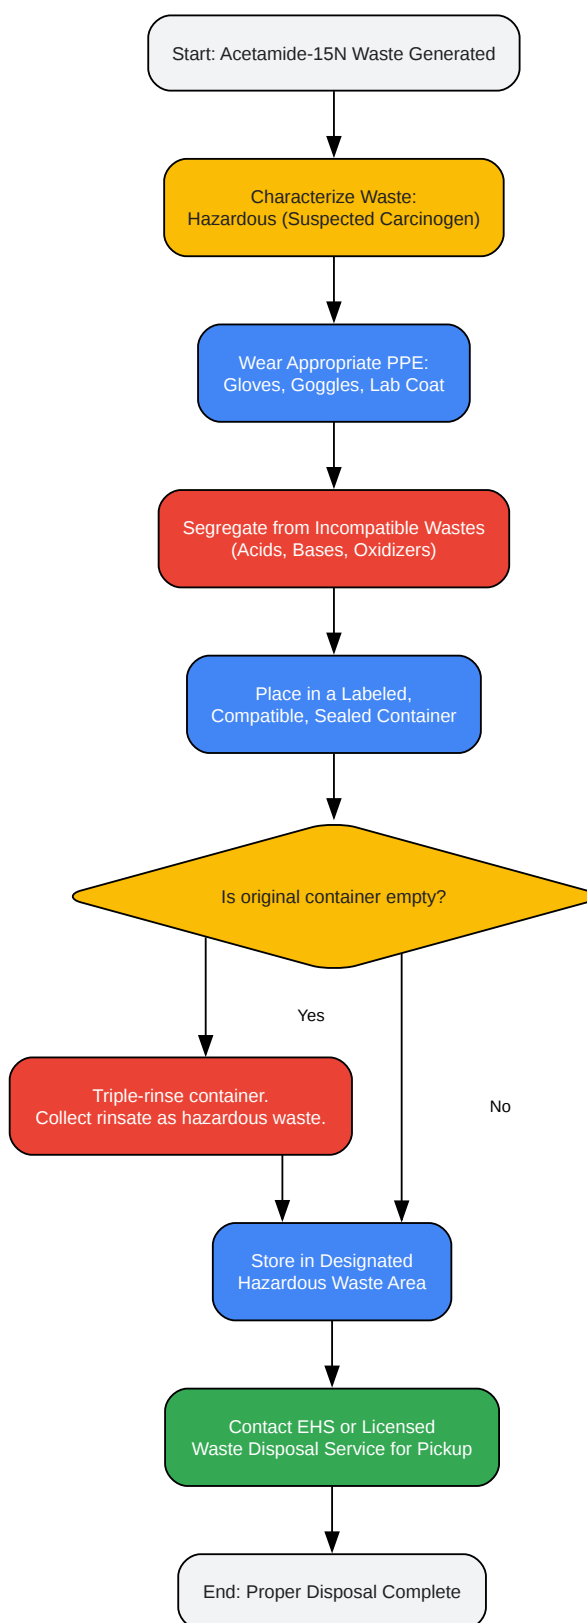 Start: Acetamide-15N Waste Generated
Characterize Waste:
Hazardous (Suspected Carcinogen)
Wear Appropriate PPE:
Gloves, Goggles, Lab Coat
Segregate from Incompatible Wastes
(Acids, Bases, Oxidizers)
Place in a Labeled,
Compatible, Sealed Container
Is original container empty?
Yes
Triple-rinse container.
Collect rinsate as hazardous waste.
No
Store in Designated
Hazardous Waste Area
Contact EHS or Licensed
Waste Disposal Service for Pickup
End: Proper Disposal Complete